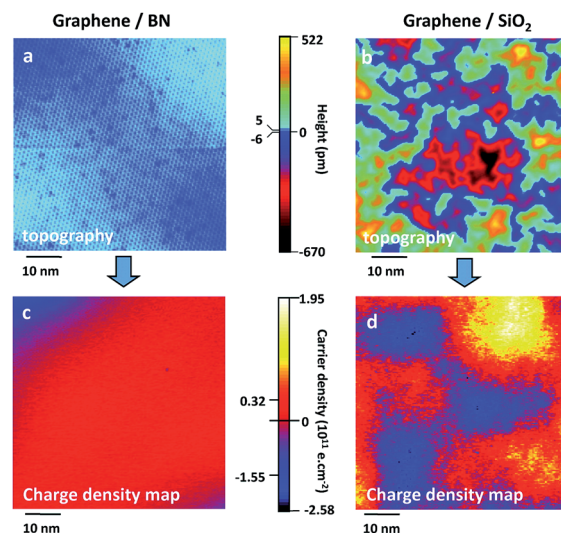 Graphene / BN
Graphene / SiO₂
a
topography
10 nm
522
Height (pm)
0
5
-6
-670
b
topography
10 nm
c
Charge density map
10 nm
1.95
Carrier density (10¹¹ e.cm⁻²)
0.32
0
-1.55
-2.58
d
Charge density map
10 nm